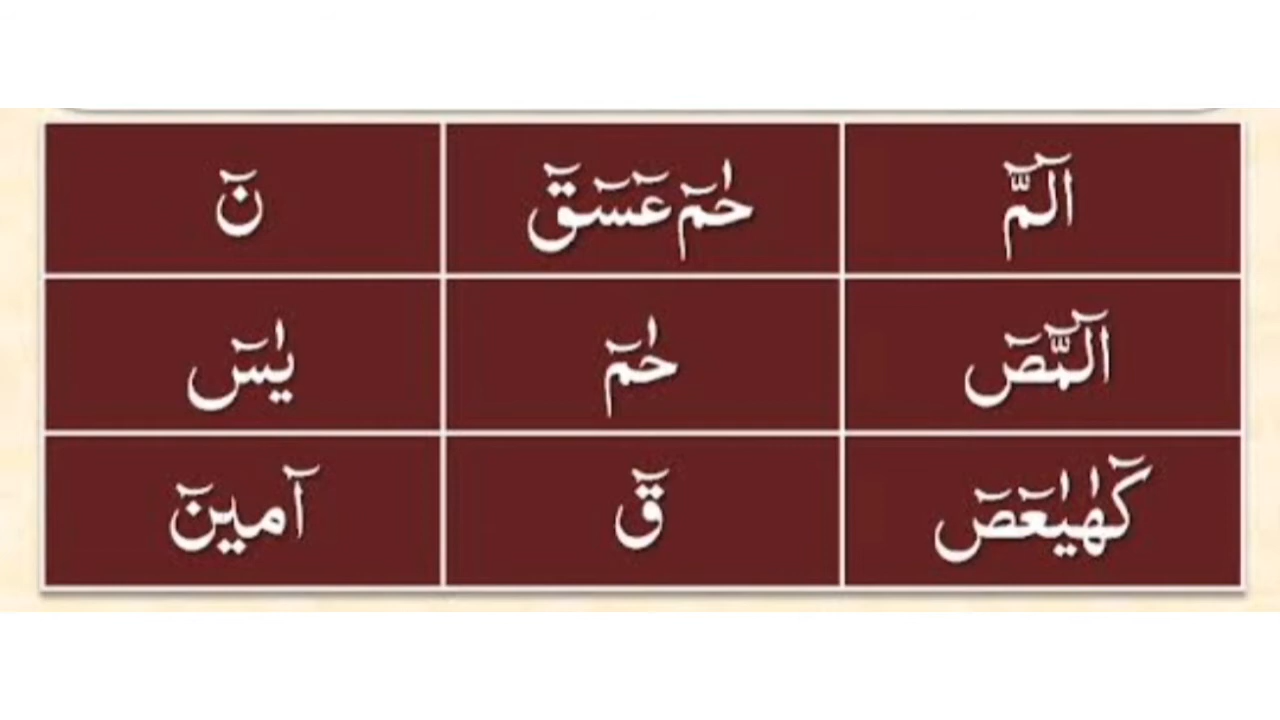 الٓمّٓ حٰمٓ عٓسٓقٓ نٓ
الٓمّٓصٓ حٰمٓ يٰسٓ
كٓهٰيٰعٓصٓ قٓ آمينٓ